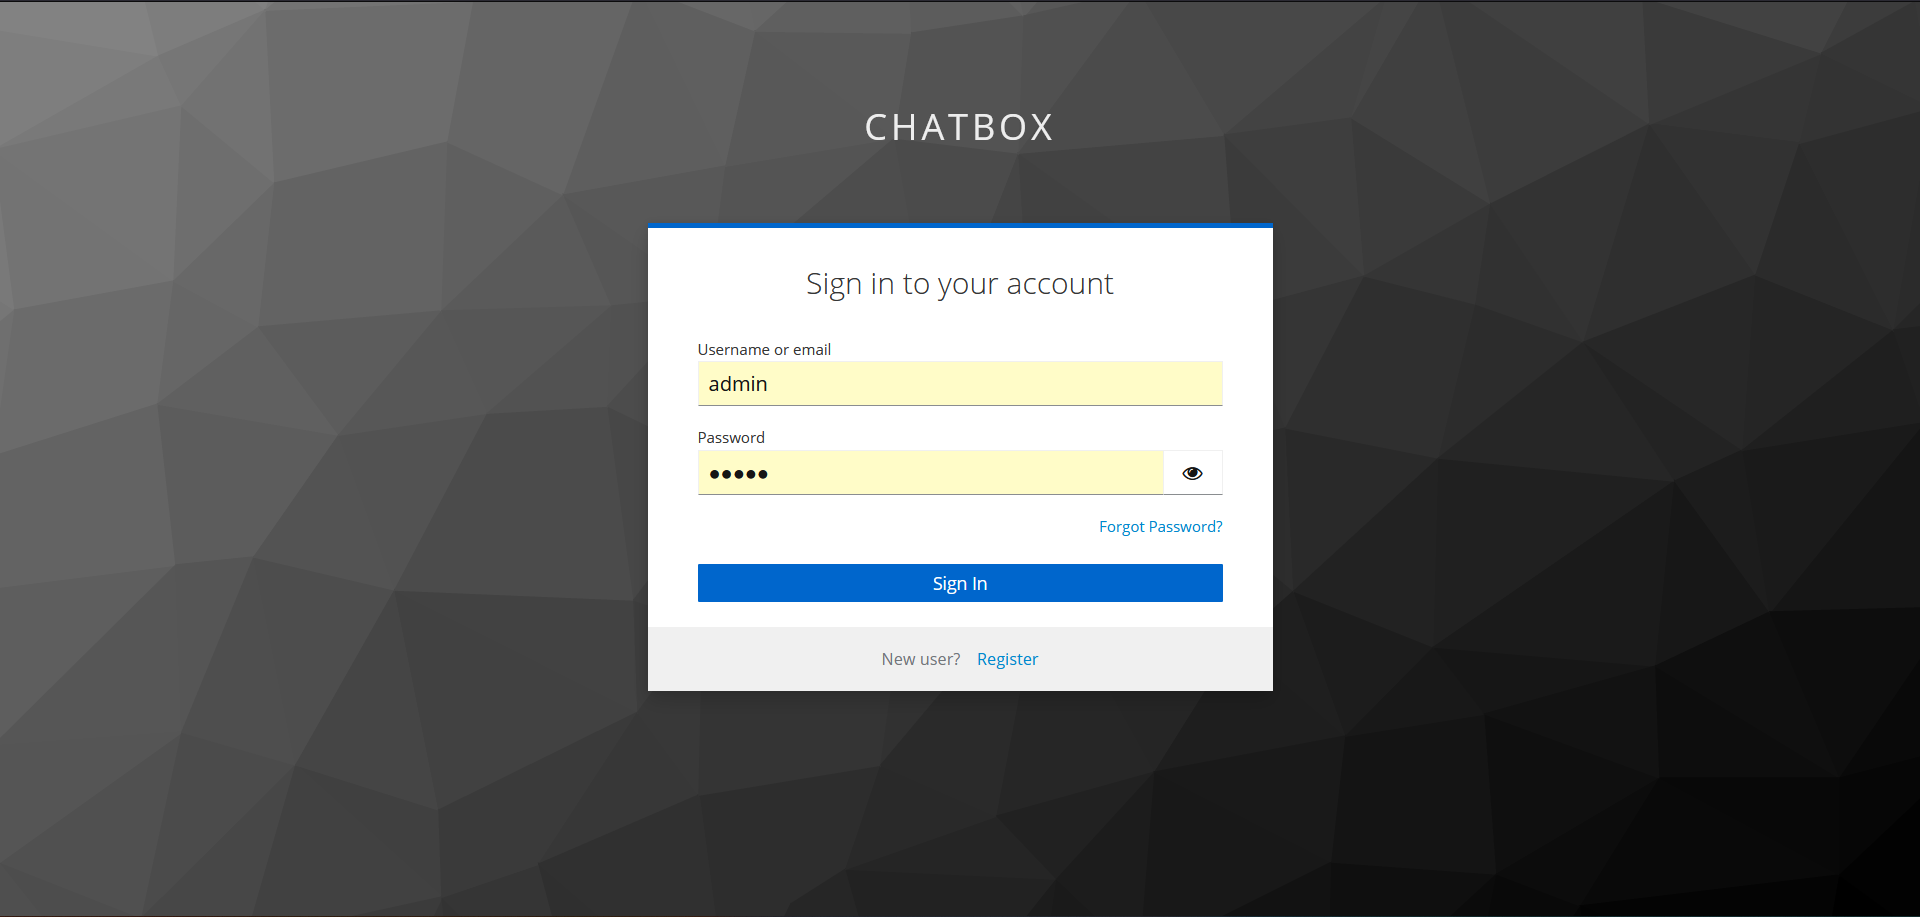 CHATBOX
Sign in to your account
Username or email
admin
Password
●●●●●
Forgot Password?
Sign In
New user? Register